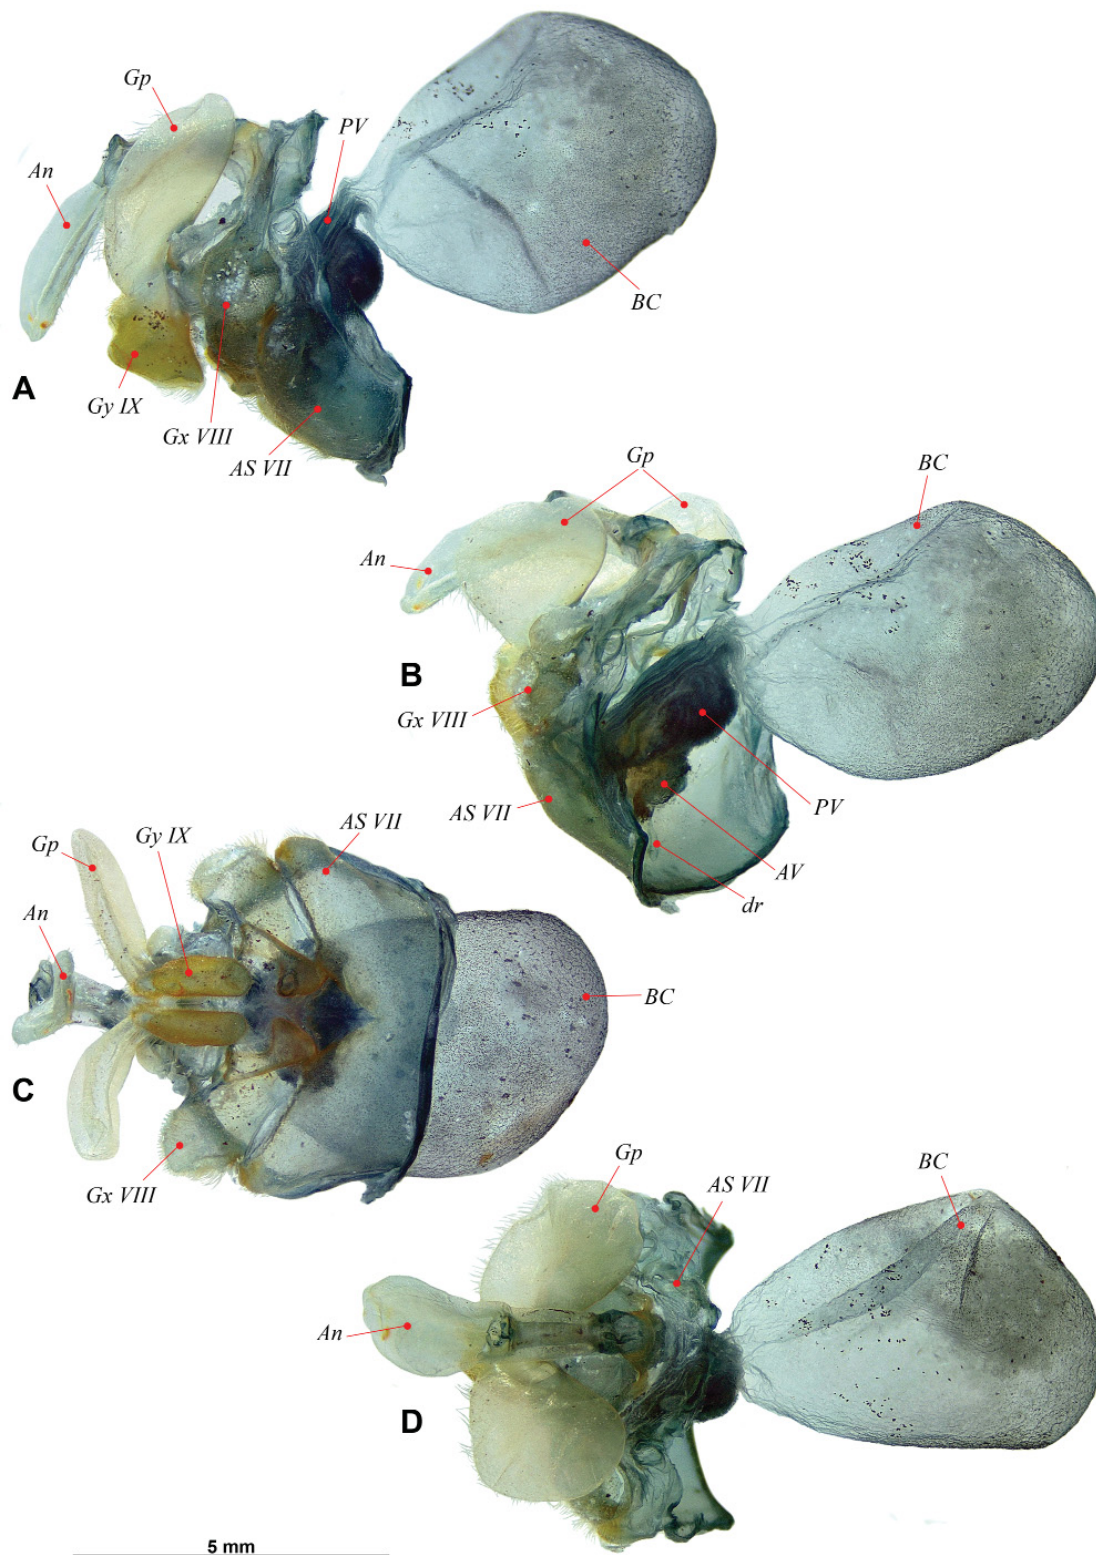 Gp
PV
An
BC
A
Gy IX
Gx VIII
AS VII
Gp
BC
An
B
Gx VIII
AS VII
PV
AV
dr
Gp
Gy IX
AS VII
An
BC
C
Gx VIII
Gp
AS VII
BC
An
D
5 mm